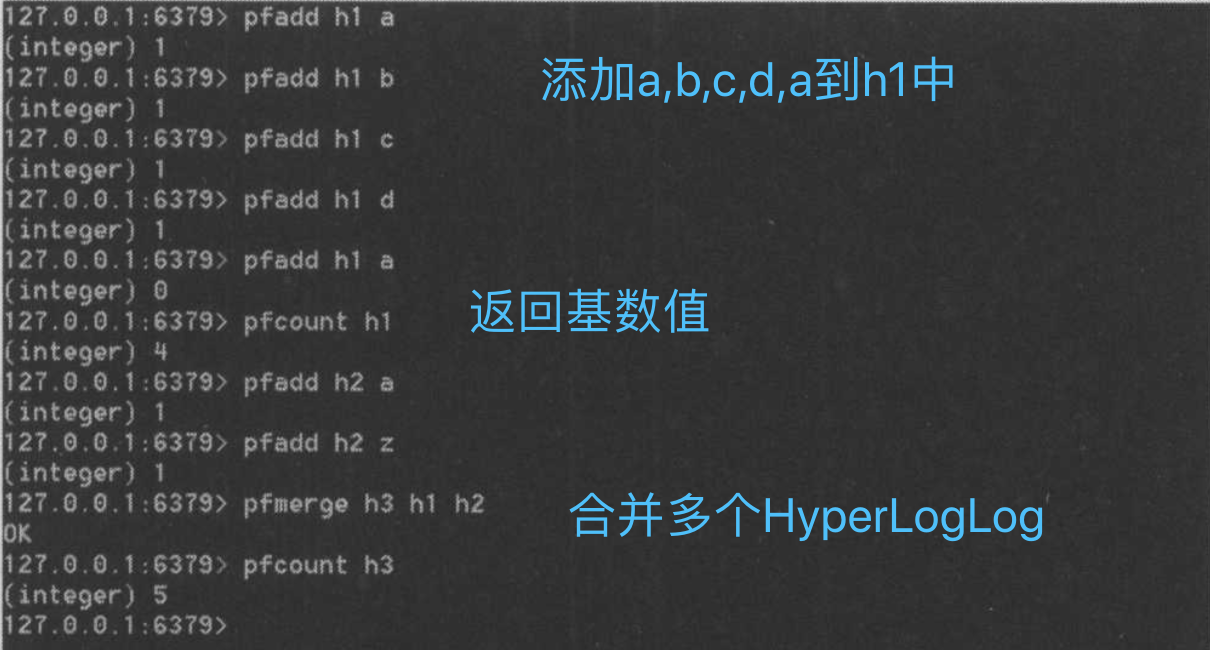 127.0.0.1:6379> pfadd h1 a
(integer) 1
127.0.0.1:6379> pfadd h1 b
添加a,b,c,d,a到h1中
(integer) 1
127.0.0.1:6379> pfadd h1 c
(integer) 1
127.0.0.1:6379> pfadd h1 d
(integer) 1
127.0.0.1:6379> pfadd h1 a
(integer) 0
127.0.0.1:6379> pfcount h1
返回基数值
(integer) 4
127.0.0.1:6379> pfadd h2 a
(integer) 1
127.0.0.1:6379> pfadd h2 z
(integer) 1
127.0.0.1:6379> pfmerge h3 h1 h2
合并多个HyperLogLog
OK
127.0.0.1:6379> pfcount h3
(integer) 5
127.0.0.1:6379>